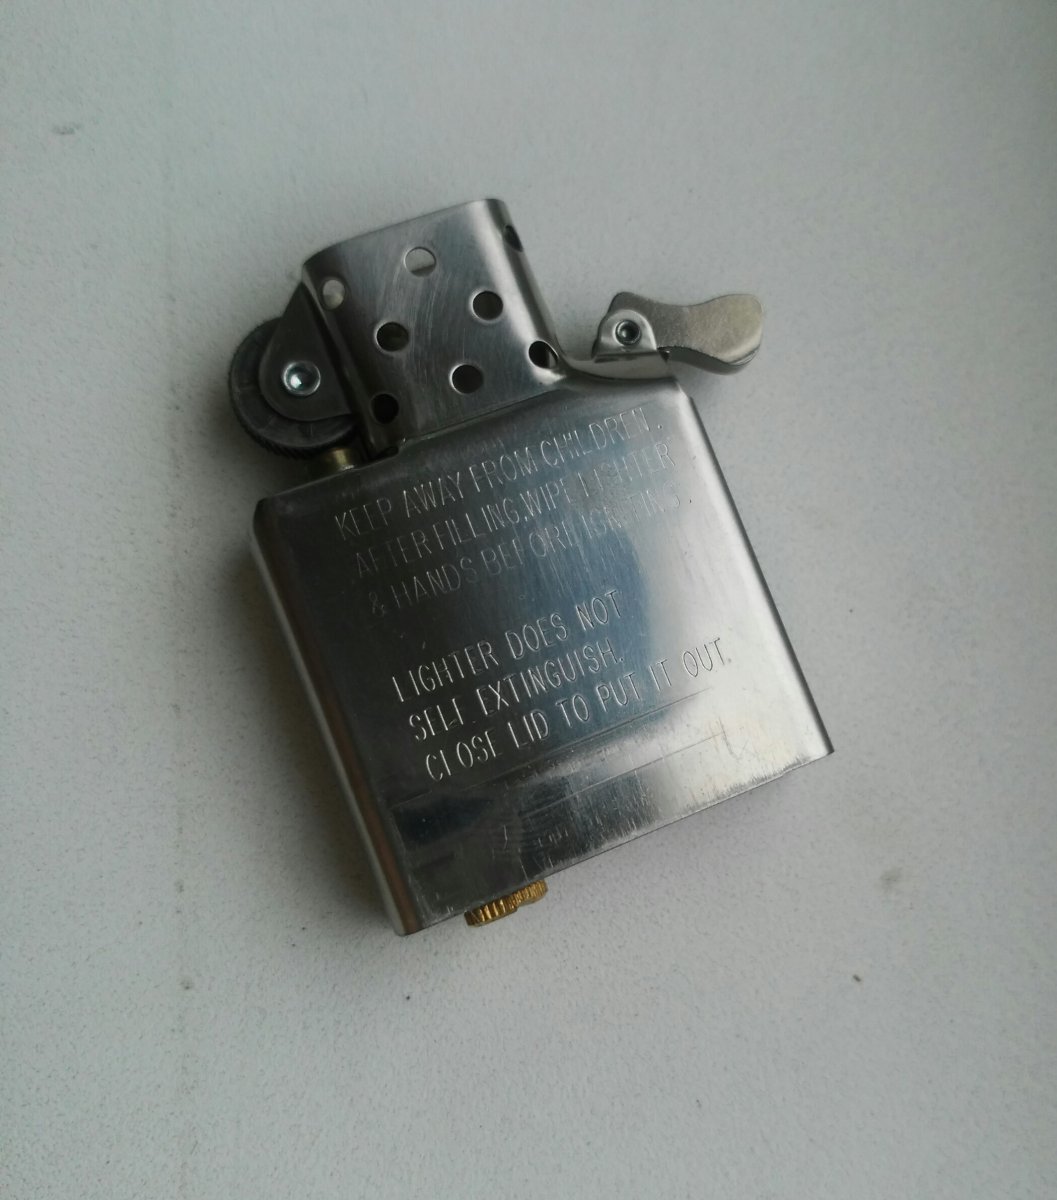 KEEP AWAY FROM CHILDREN.
AFTER FILLING, WIPE LIGHTER
& HANDS BEFORE IGNITING.
LIGHTER DOES NOT
SELF EXTINGUISH.
CLOSE LID TO PUT IT OUT.